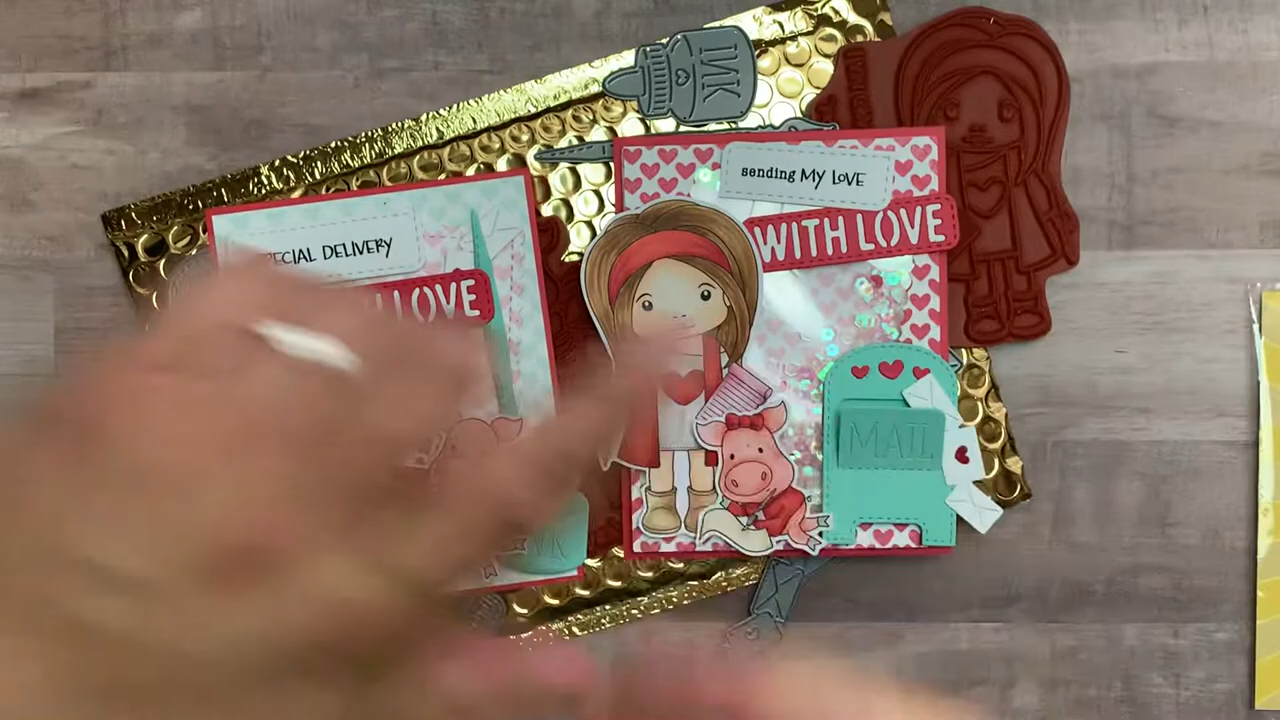 INK
sending MY LOVE
WITH LOVE
SPECIAL DELIVERY
LOVE
MAIL